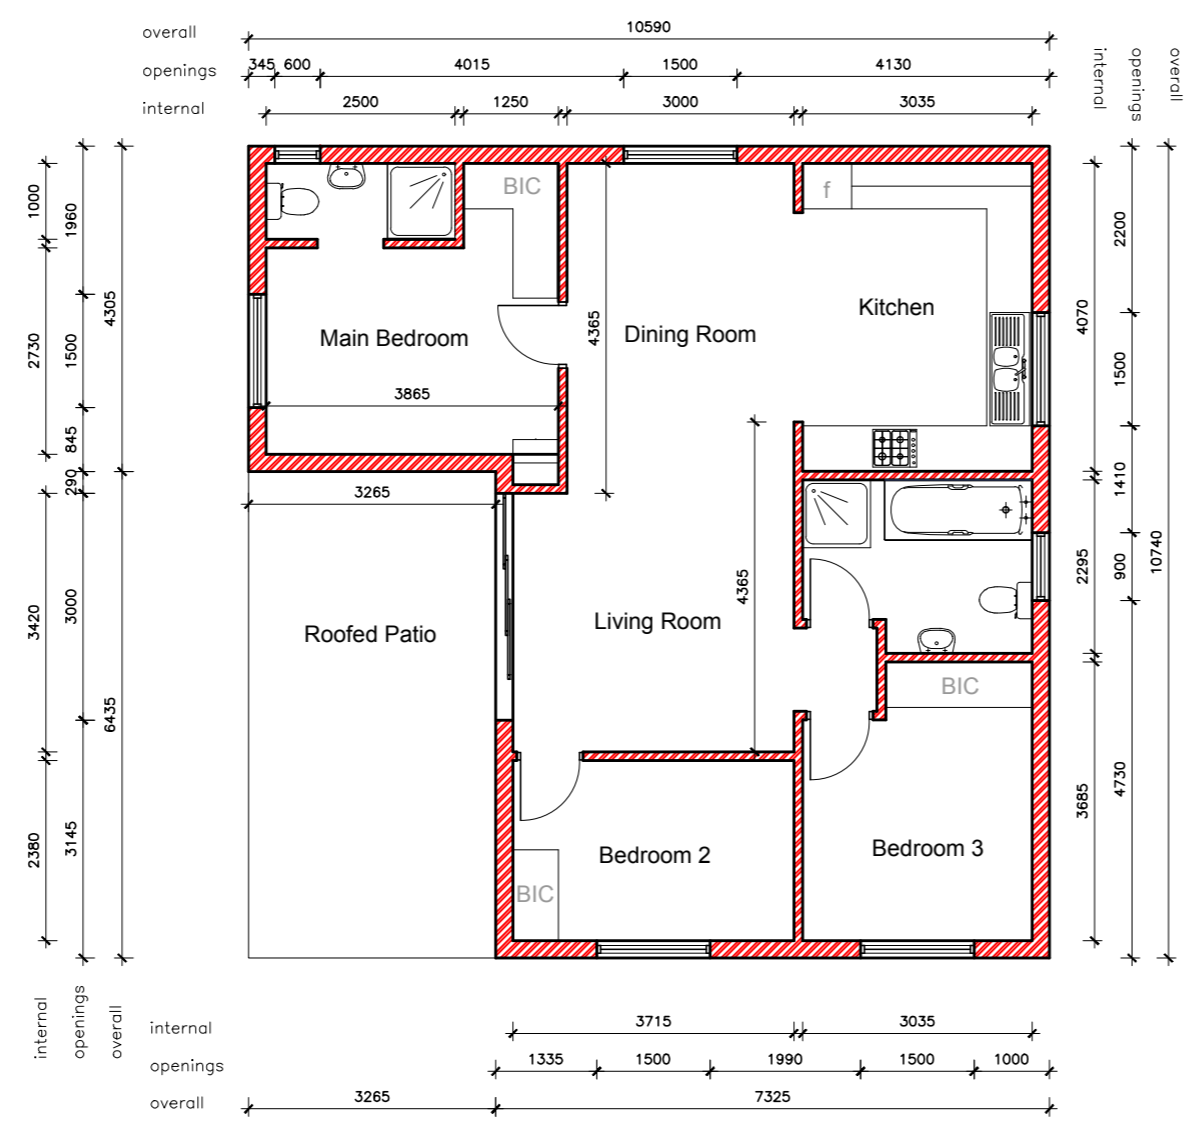 overall
10590
openings
345 600 4015 1500 4130
internal
2500 1250 3000 3035
internal
openings
overall
1000
1960
4305
2730
1500
845
290
3420
3000
6435
2380
3145
BIC
f
Main Bedroom
3865
4365
Dining Room
Kitchen
3265
4365
Living Room
Roofed Patio
BIC
Bedroom 2
BIC
Bedroom 3
2200
4070
1500
1410
2295
900
10740
3685
4730
internal
openings
overall
internal
3715 3035
openings
1335 1500 1990 1500 1000
overall
3265 7325